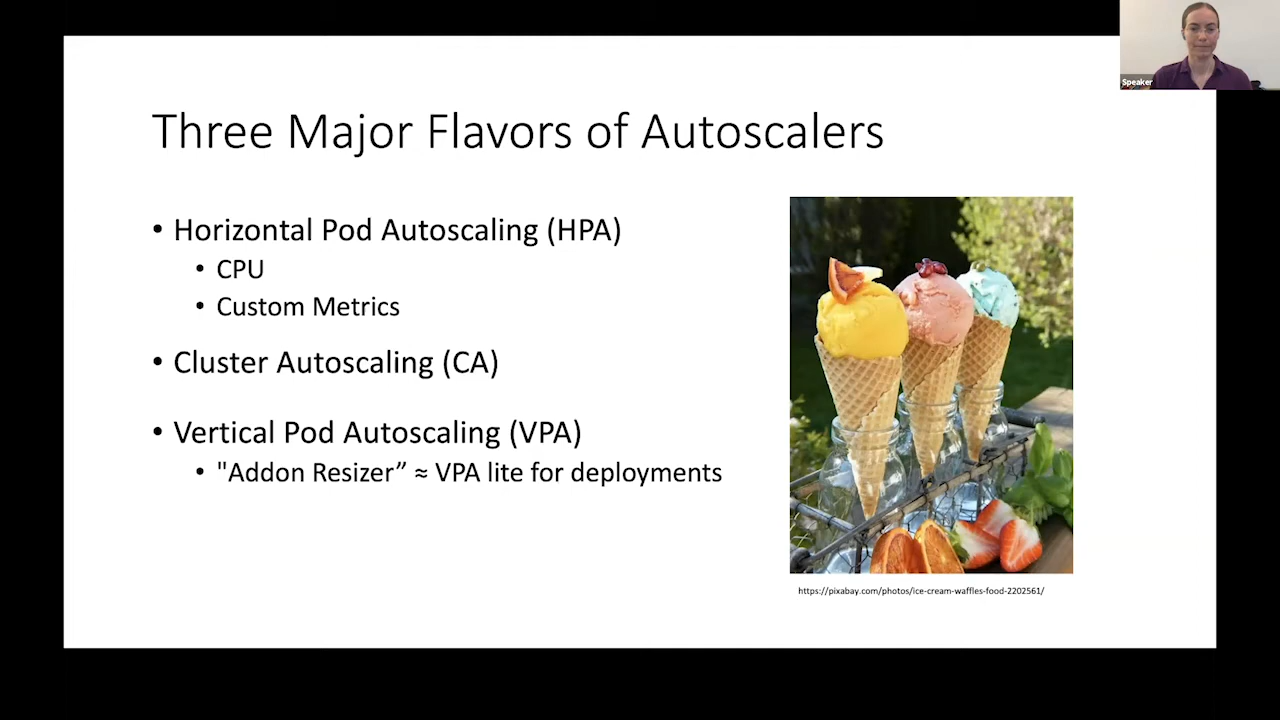 Speaker
Three Major Flavors of Autoscalers
• Horizontal Pod Autoscaling (HPA)
• CPU
• Custom Metrics
• Cluster Autoscaling (CA)
• Vertical Pod Autoscaling (VPA)
• "Addon Resizer” ≈ VPA lite for deployments
https://pixabay.com/photos/ice-cream-waffles-food-2202561/